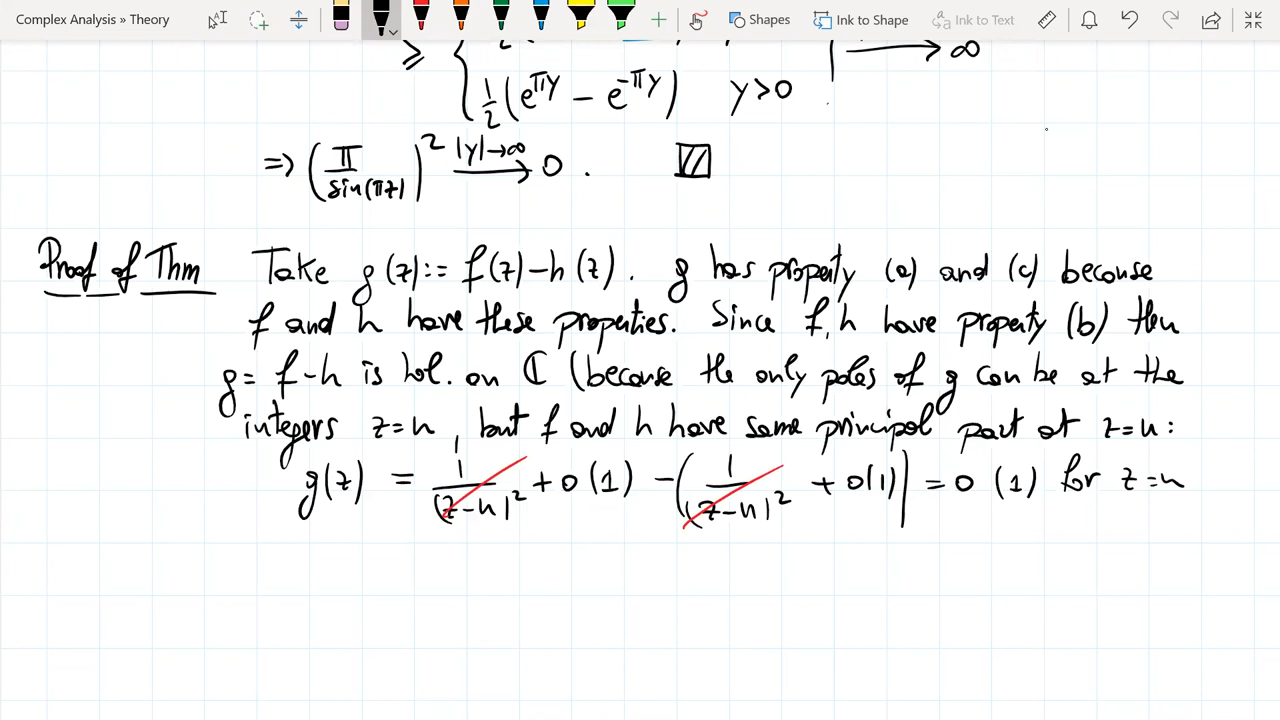 Complex Analysis » Theory
Shapes
Ink to Shape
Ink to Text
≥ { 1/2 (e^{πy} − e^{−πy}) y>0 → ∞
=> (π / sin(πz))^2 |y|→∞ → 0 .
Proof of Thm Take g(z) := f(z) − h(z). g has property (a) and (c) because
f and h have these properties. Since f, h have property (b) then
g = f−h is hol. on ℂ (because the only poles of g can be at the
integers z=n, but f and h have same principal part at z=n:
g(z) = 1/(z−n)^2 + O(1) − (1/(z−n)^2 + O(1)) = O(1) for z=n